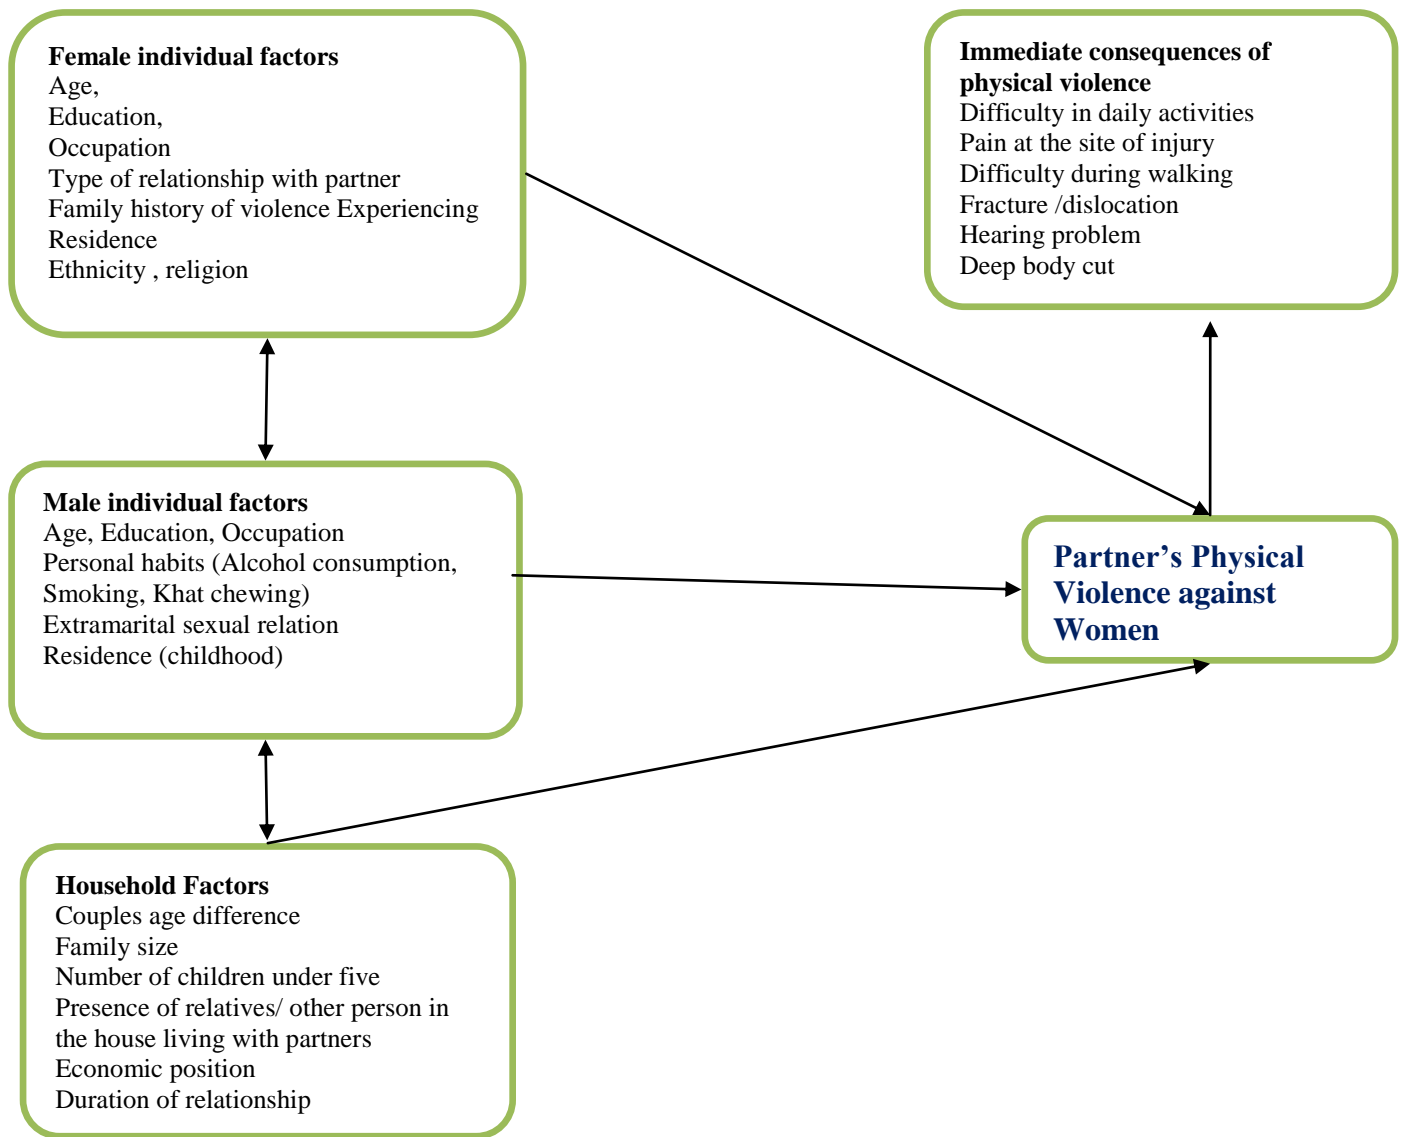 Female individual factors
Age,
Education,
Occupation
Type of relationship with partner
Family history of violence Experiencing
Residence
Ethnicity , religion
Immediate consequences of
physical violence
Difficulty in daily activities
Pain at the site of injury
Difficulty during walking
Fracture /dislocation
Hearing problem
Deep body cut
Male individual factors
Age, Education, Occupation
Personal habits (Alcohol consumption,
Smoking, Khat chewing)
Extramarital sexual relation
Residence (childhood)
Partner’s Physical
Violence against
Women
Household Factors
Couples age difference
Family size
Number of children under five
Presence of relatives/ other person in
the house living with partners
Economic position
Duration of relationship